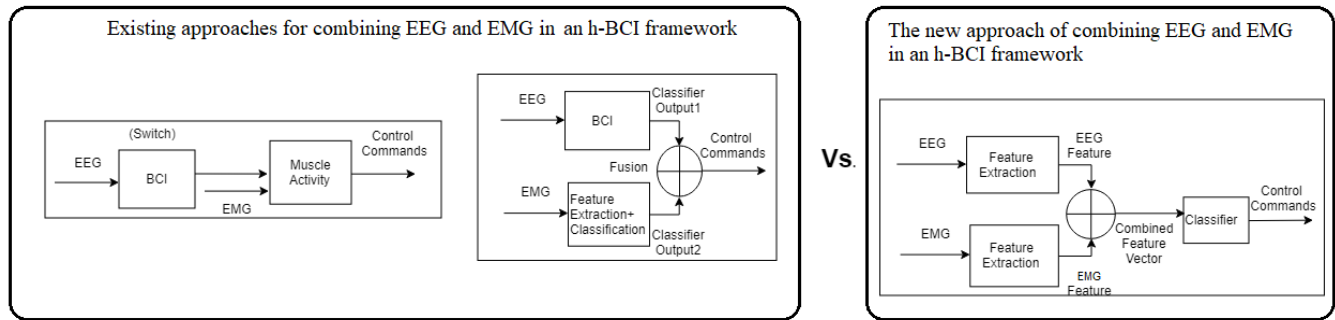 Existing approaches for combining EEG and EMG in an h-BCI framework
(Switch)
EEG
BCI
EMG
Muscle
Activity
Control
Commands
EEG
BCI
Classifier
Output1
Fusion
Control
Commands
EMG
Feature
Extraction+
Classification
Classifier
Output2
Vs.
The new approach of combining EEG and EMG
in an h-BCI framework
EEG
Feature
Extraction
EEG
Feature
EMG
Feature
Extraction
EMG
Feature
Combined
Feature
Vector
Classifier
Control
Commands